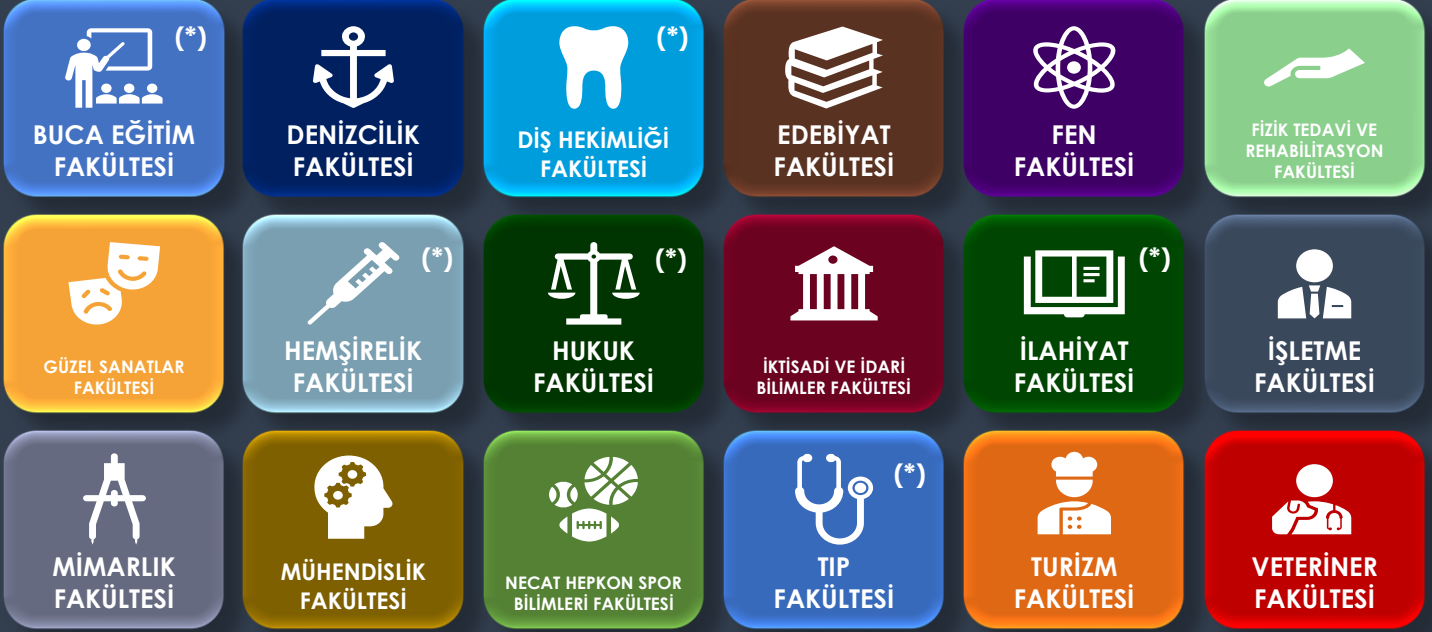 (*)
BUCA EĞİTİM
FAKÜLTESİ
DENİZCİLİK
FAKÜLTESİ
(*)
DİŞ HEKİMLİĞİ
FAKÜLTESİ
EDEBİYAT
FAKÜLTESİ
FEN
FAKÜLTESİ
FİZİK TEDAVİ VE
REHABİLİTASYON
FAKÜLTESİ
GÜZEL SANATLAR
FAKÜLTESİ
(*)
HEMŞİRELİK
FAKÜLTESİ
(*)
HUKUK
FAKÜLTESİ
İKTİSADİ VE İDARİ
BİLİMLER FAKÜLTESİ
(*)
İLAHİYAT
FAKÜLTESİ
İŞLETME
FAKÜLTESİ
MİMARLIK
FAKÜLTESİ
MÜHENDİSLİK
FAKÜLTESİ
NECAT HEPKON SPOR
BİLİMLERİ FAKÜLTESİ
(*)
TIP
FAKÜLTESİ
TURİZM
FAKÜLTESİ
VETERİNER
FAKÜLTESİ